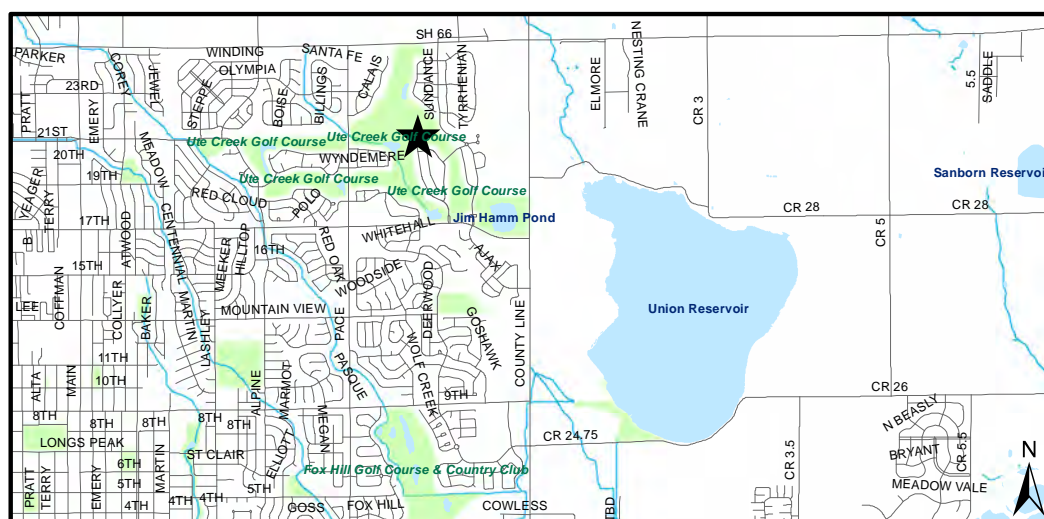 SH 66
PARKER
WINDING
SANTA FE
OLYMPIA
COREY
JEWEL
23RD
STEPPE
BOISE
BILLINGS
CALAIS
SUNDANCE
TYRRHENIAN
ELMORE
NESTING CRANE
CR 3
5.5
SADDLE
PRATT
EMERY
21ST
MEADOW
Ute Creek Golf Course
Ute Creek Golf Course
20TH
WYNDEMERE
19TH
Ute Creek Golf Course
Ute Creek Golf Course
Sanborn Reservoi
YEAGER
TERRY
RED CLOUD
POLO
CENTENNIAL
17TH
ATWOOD
WHITEHALL
Jim Hamm Pond
CR 28
CR 28
CR 5
B
MEEKER
HILLTOP
16TH
RED OAK
AJAX
15TH
WOODSIDE
DEERWOOD
LEE
COFFMAN
COLLYER
BAKER
MARTIN
LASHLEY
MOUNTAIN VIEW
PACE
GOSHAWK
COUNTY LINE
Union Reservoir
11TH
10TH
ALTA
MAIN
ALPINE
MARMOT
PASQUE
WOLF CREEK
9TH
CR 26
8TH
8TH
8TH
8TH
8TH
MEGAN
N BEASLY
LONGS PEAK
CR 24.75
ST CLAIR
ELLIOTT
BRYANT
CR 5.5
CR 3.5
6TH
MARTIN
Fox Hill Golf Course & Country Club
N
PRATT
TERRY
EMERY
5TH
5TH
MEADOW VALE
4TH
4TH
4TH
GOSS
FOX HILL
COWLESS
TBD